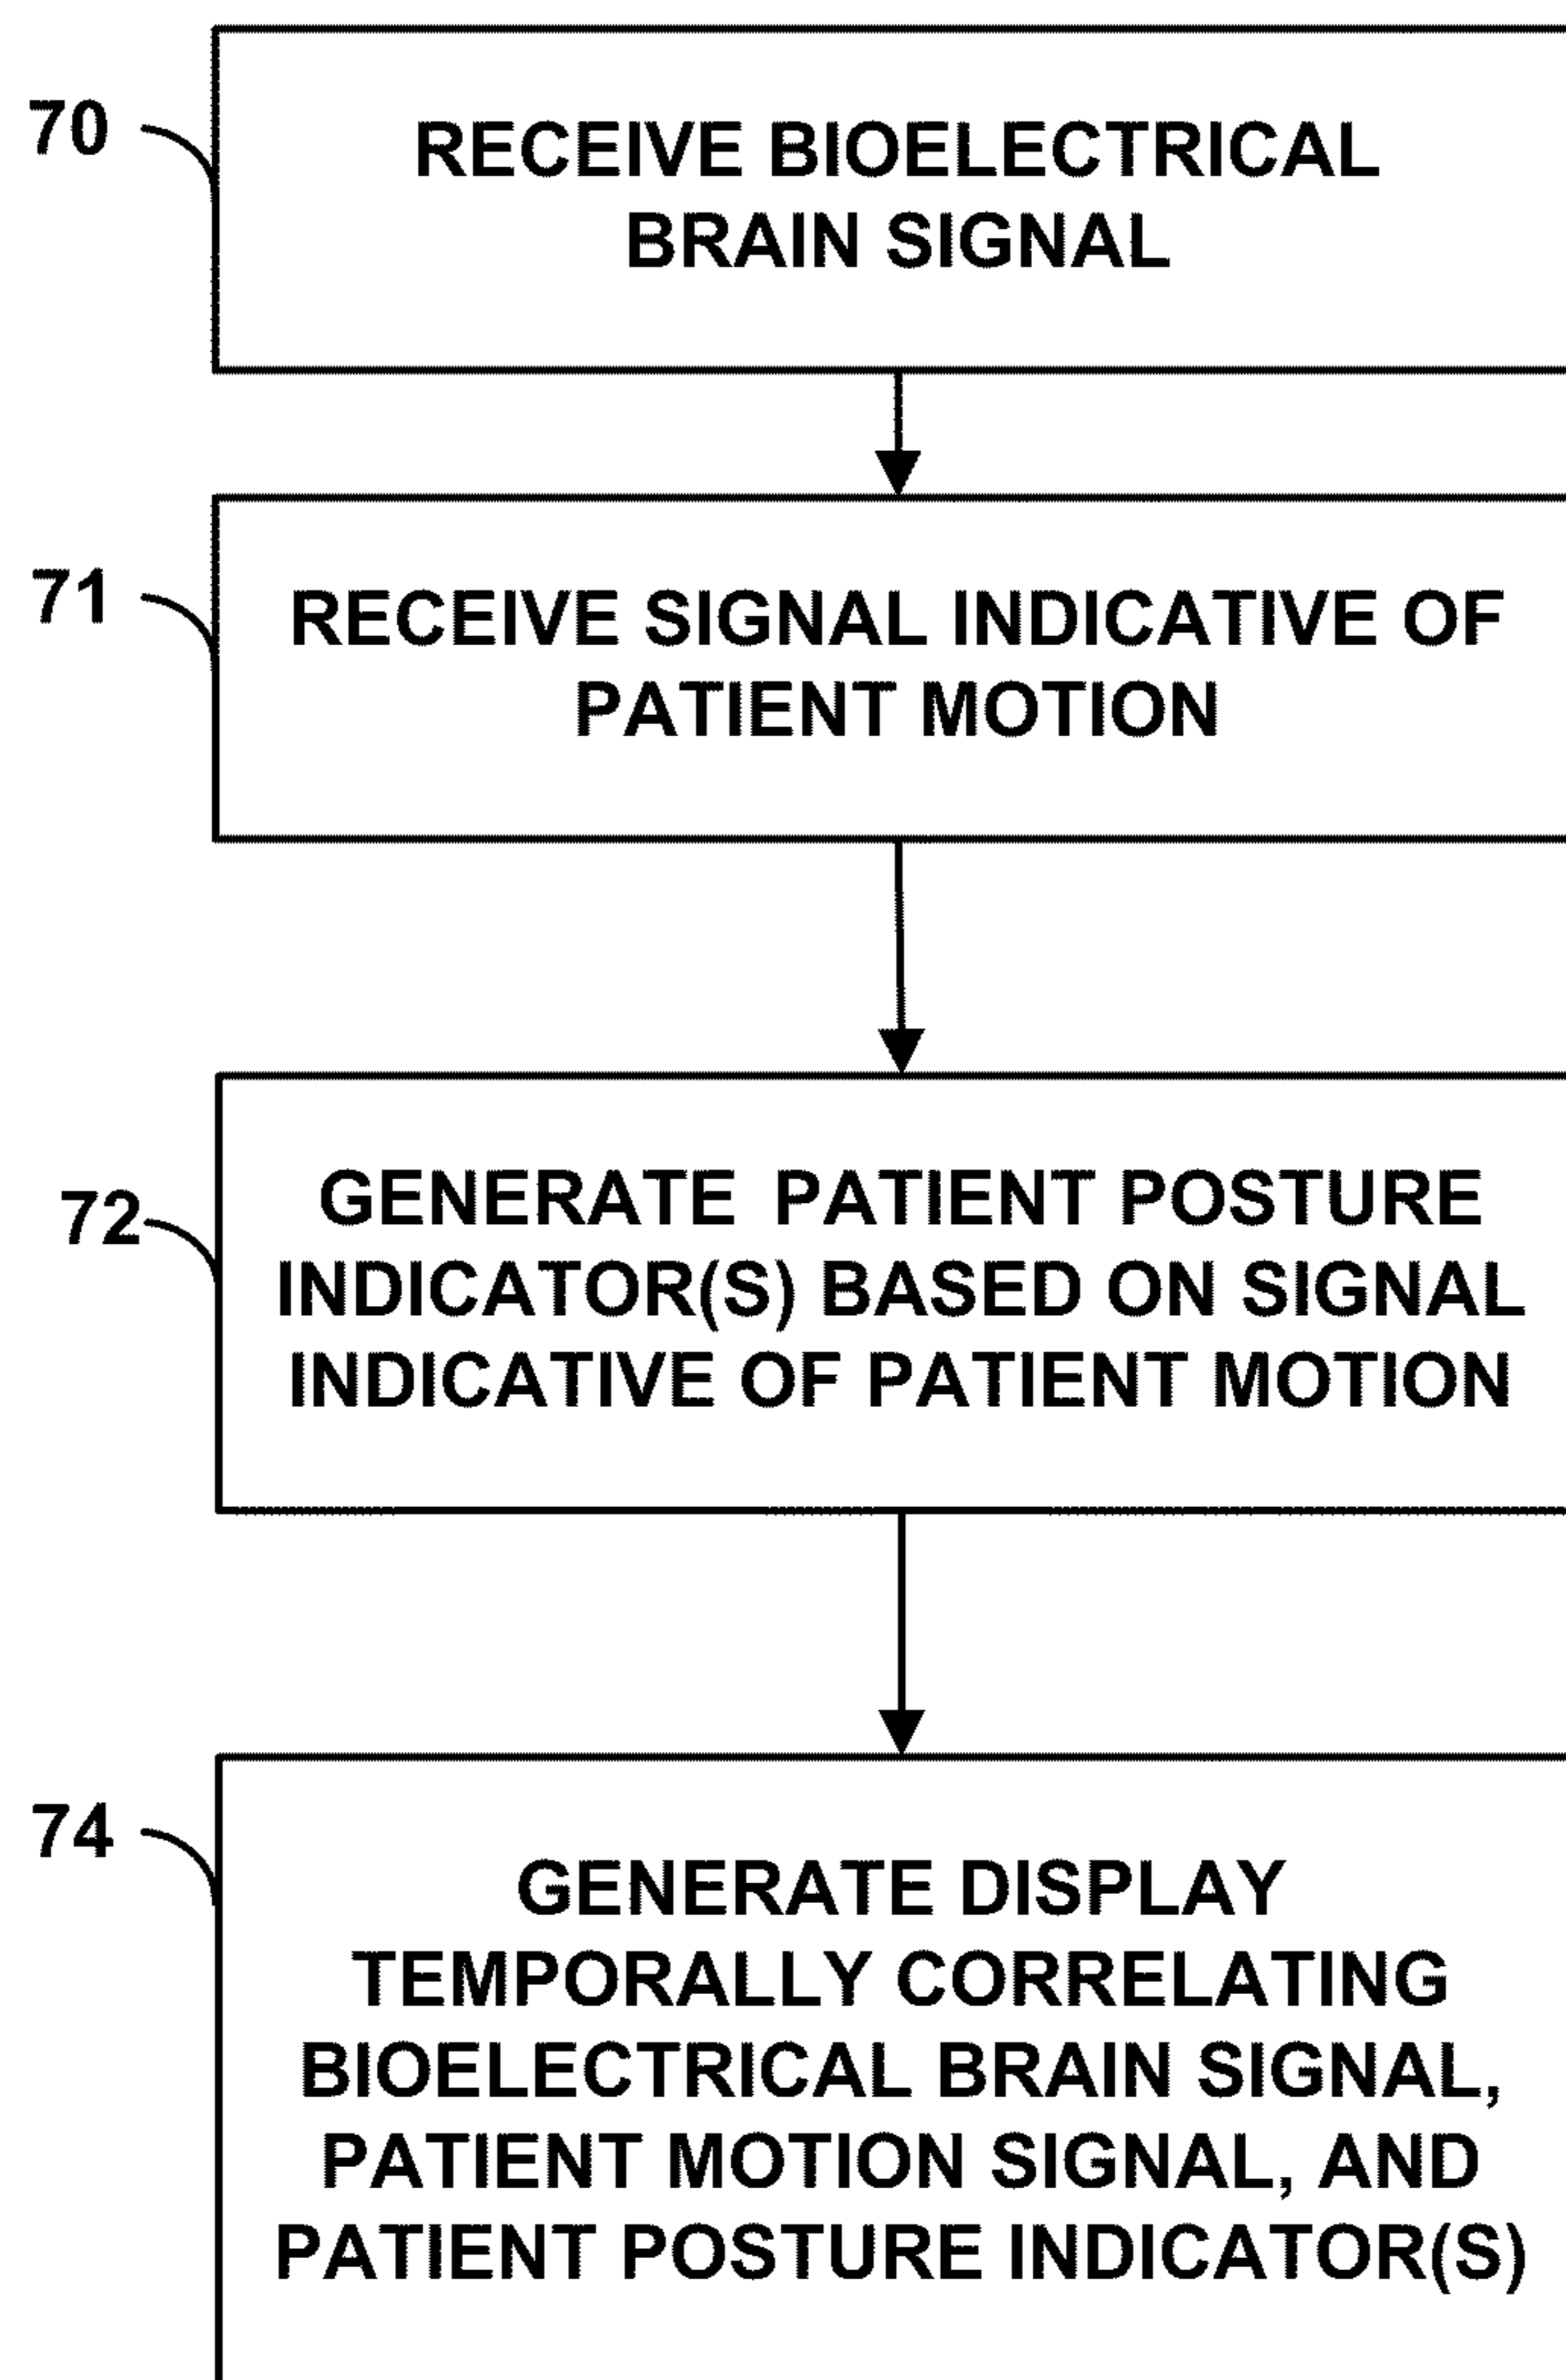 70
RECEIVE BIOELECTRICAL
BRAIN SIGNAL
71
RECEIVE SIGNAL INDICATIVE OF
PATIENT MOTION
72
GENERATE PATIENT POSTURE
INDICATOR(S) BASED ON SIGNAL
INDICATIVE OF PATIENT MOTION
74
GENERATE DISPLAY
TEMPORALLY CORRELATING
BIOELECTRICAL BRAIN SIGNAL,
PATIENT MOTION SIGNAL, AND
PATIENT POSTURE INDICATOR(S)